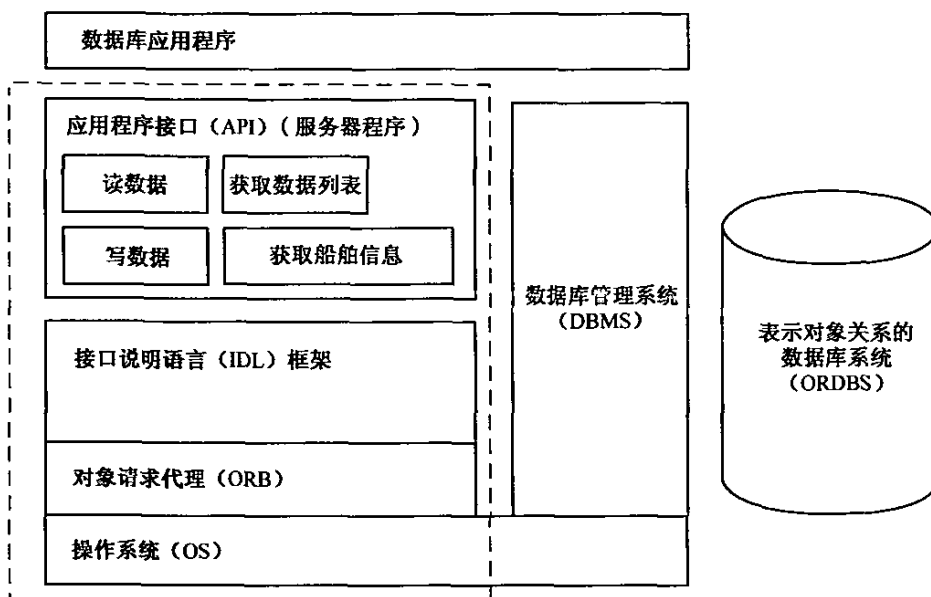 数据库应用程序
应用程序接口（API）（服务器程序）
读数据
获取数据列表
写数据
获取船舶信息
接口说明语言（IDL）框架
对象请求代理（ORB）
操作系统（OS）
数据库管理系统
（DBMS）
表示对象关系的
数据库系统
（ORDBS）